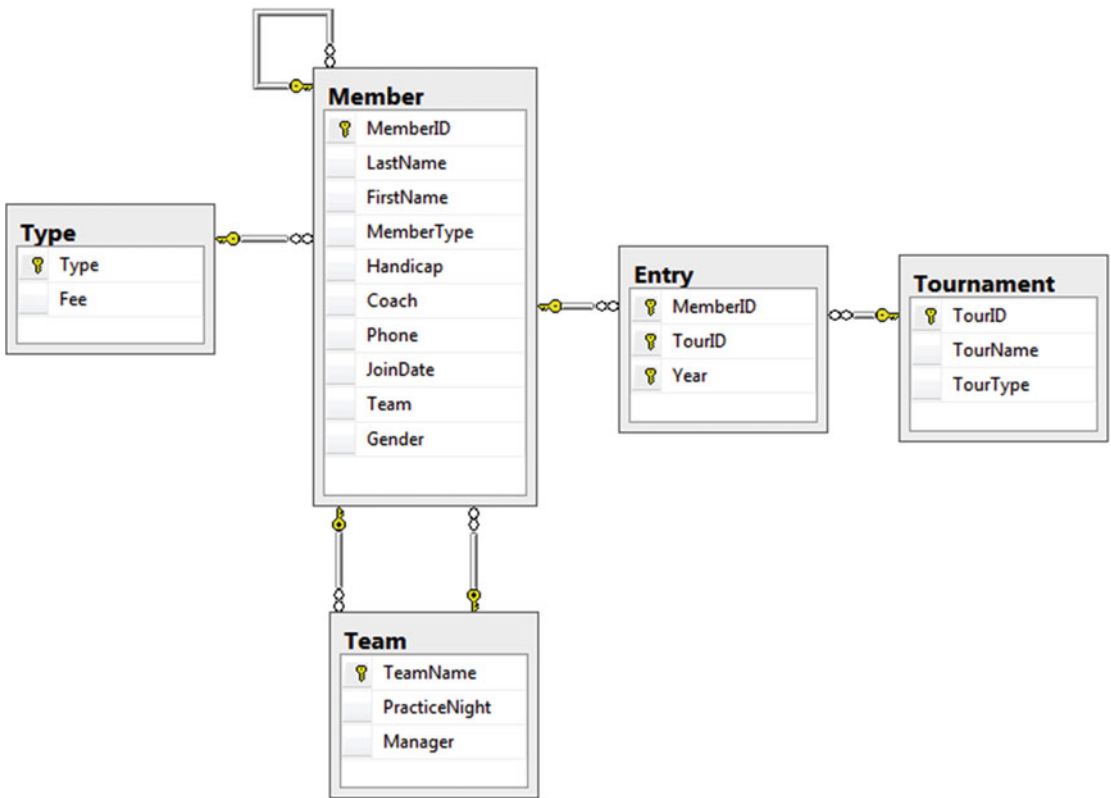 Member
MemberID
LastName
FirstName
MemberType
Handicap
Coach
Phone
JoinDate
Team
Gender
Type
Type
Fee
Entry
MemberID
TourID
Year
Tournament
TourID
TourName
TourType
Team
TeamName
PracticeNight
Manager